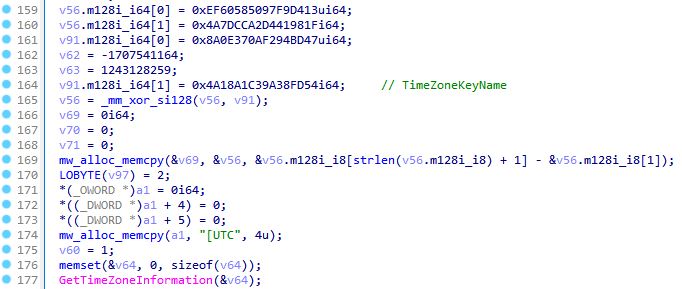 159 v56.m128i_i64[0] = 0xEF60585097F9D413ui64;
160 v56.m128i_i64[1] = 0x4A7DCCA2D441981Fi64;
161 v91.m128i_i64[0] = 0x8A0E370AF294BD47ui64;
162 v62 = -1707541164;
163 v63 = 1243128259;
164 v91.m128i_i64[1] = 0x4A18A1C39A38FD54i64; // TimeZoneKeyName
165 v56 = _mm_xor_si128(v56, v91);
166 v69 = 0i64;
167 v70 = 0;
168 v71 = 0;
169 mw_alloc_memcpy(&v69, &v56, &v56.m128i_i8[strlen(v56.m128i_i8) + 1] - &v56.m128i_i8[1]);
170 LOBYTE(v97) = 2;
171 *(_OWORD *)a1 = 0i64;
172 *((_DWORD *)a1 + 4) = 0;
173 *((_DWORD *)a1 + 5) = 0;
174 mw_alloc_memcpy(a1, "[UTC", 4u);
175 v60 = 1;
176 memset(&v64, 0, sizeof(v64));
177 GetTimeZoneInformation(&v64);